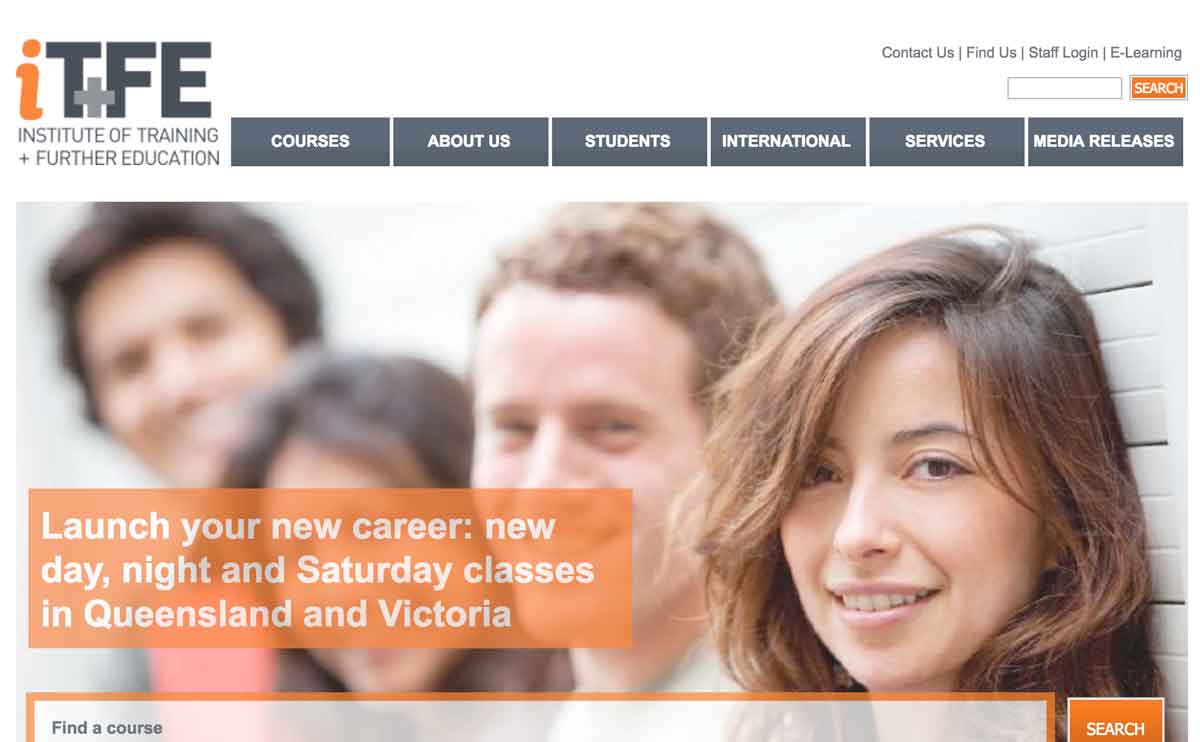 iT+FE
INSTITUTE OF TRAINING
+ FURTHER EDUCATION
Contact Us | Find Us | Staff Login | E-Learning
SEARCH
COURSES
ABOUT US
STUDENTS
INTERNATIONAL
SERVICES
MEDIA RELEASES
Launch your new career: new
day, night and Saturday classes
in Queensland and Victoria
Find a course
SEARCH